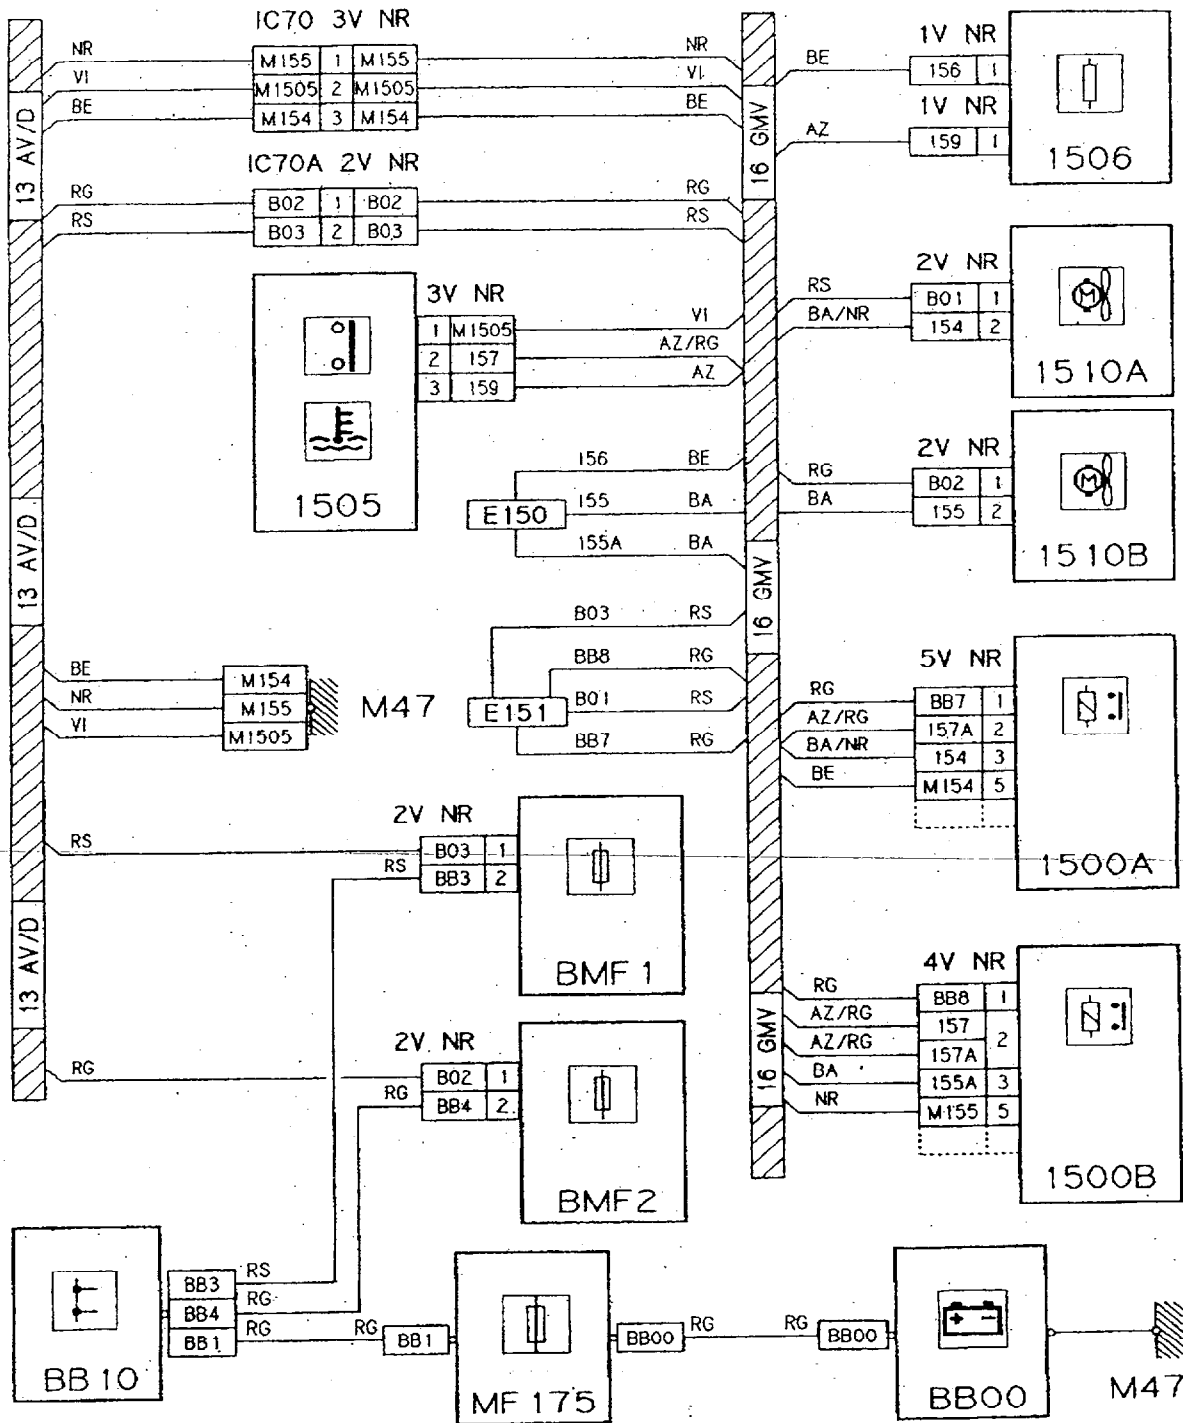 IC70 3V NR
NR M155 1 M155 NR
VI M1505 2 M1505 VI
BE M154 3 M154 BE
13 AV/D
16 GMV
1V NR
BE 156 1
1V NR
AZ 159 1
1506
IC70A 2V NR
RG B02 1 B02 RG
RS B03 2 B03 RS
3V NR
1 M1505 VI
2 157 AZ/RG
3 159 AZ
1505
2V NR
RS B01 1
BA/NR 154 2
1510A
156 BE
E150 155 BA
155A BA
2V NR
RG B02 1
BA 155 2
1510B
13 AV/D
16 GMV
B03 RS
BB8 RG
E151 B01 RS
BB7 RG
BE M154
NR M155
VI M1505
M47
5V NR
RG BB7 1
AZ/RG 157A 2
BA/NR 154 3
BE M154 5
1500A
2V NR
RS B03 1
RS BB3 2
BMF1
13 AV/D
16 GMV
4V NR
RG BB8 1
AZ/RG 157 2
AZ/RG 157A
BA 155A 3
NR M155 5
1500B
2V NR
RG B02 1
RG BB4 2
BMF2
BB3 RS
BB4 RG
BB1 RG RG BB1
BB10
MF175
BB00 RG RG BB00
BB00
M47